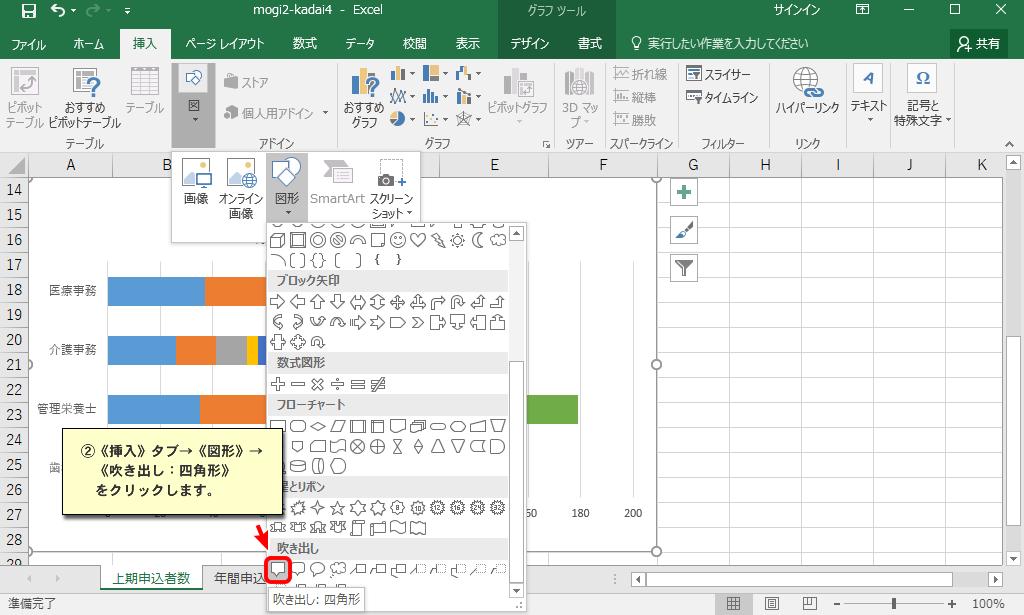 mogi2-kadai4 - Excel
グラフ ツール
サインイン
ファイル ホーム 挿入 ページ レイアウト 数式 データ 校閲 表示 デザイン 書式 実行したい作業を入力してください 共有
ピボット
テーブル
おすすめ
ピボットテーブル
テーブル
図
ストア
個人用アドイン
おすすめ
グラフ
ピボットグラフ
3D マッ
プ
折れ線
縦棒
勝敗
スライサー
タイムライン
ハイパーリンク
テキスト
記号と
特殊文字
テーブル アドイン グラフ ツアー スパークライン フィルター リンク
A B E F G H I J K
画像
オンライン
画像
図形
SmartArt
スクリーン
ショット
14
15
16
17
18
19
20
21
22
23
24
25
26
27
28
29
ブロック矢印
数式図形
フローチャート
星とリボン
吹き出し
医療事務
介護事務
管理栄養士
②《挿入》タブ→《図形》→
《吹き出し：四角形》
をクリックします。
180 200
上期申込者数 年間申込
吹き出し: 四角形
準備完了
100%